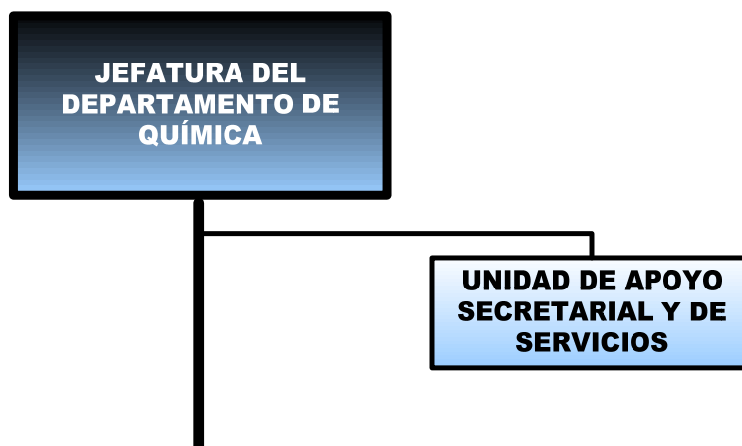 JEFATURA DEL
DEPARTAMENTO DE
QUÍMICA
UNIDAD DE APOYO
SECRETARIAL Y DE
SERVICIOS